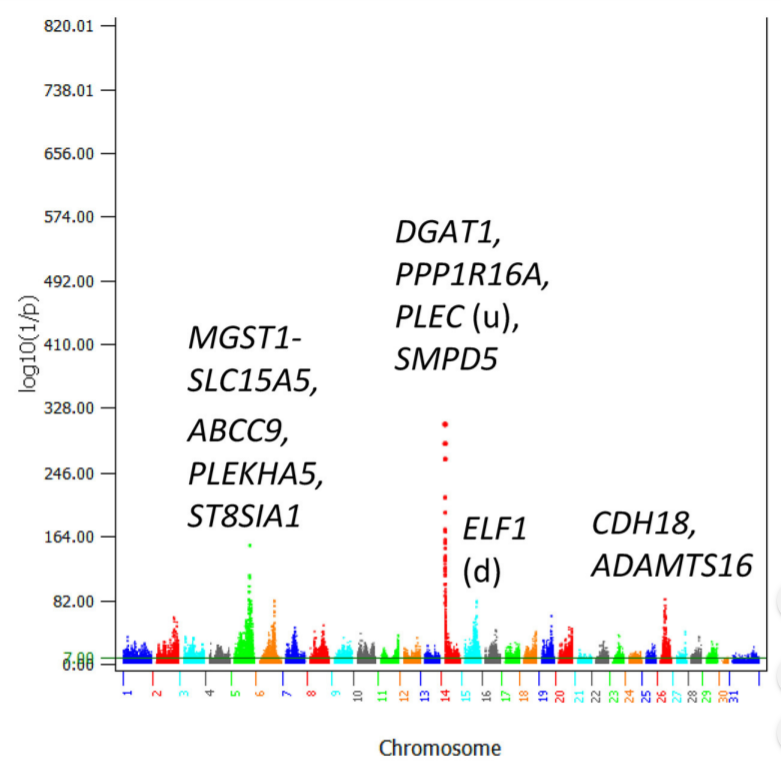 820.01
738.01
656.00
574.00
492.00
410.00
328.00
246.00
164.00
82.00
7.00
0.00
log10(1/p)
MGST1-
SLC15A5,
ABCC9,
PLEKHA5,
ST8SIA1
DGAT1,
PPP1R16A,
PLEC (u),
SMPD5
ELF1
(d)
CDH18,
ADAMTS16
1 2 3 4 5 6 7 8 9 10 11 12 13 14 15 16 17 18 19 20 21 22 23 24 25 26 27 28 29 30 31
Chromosome